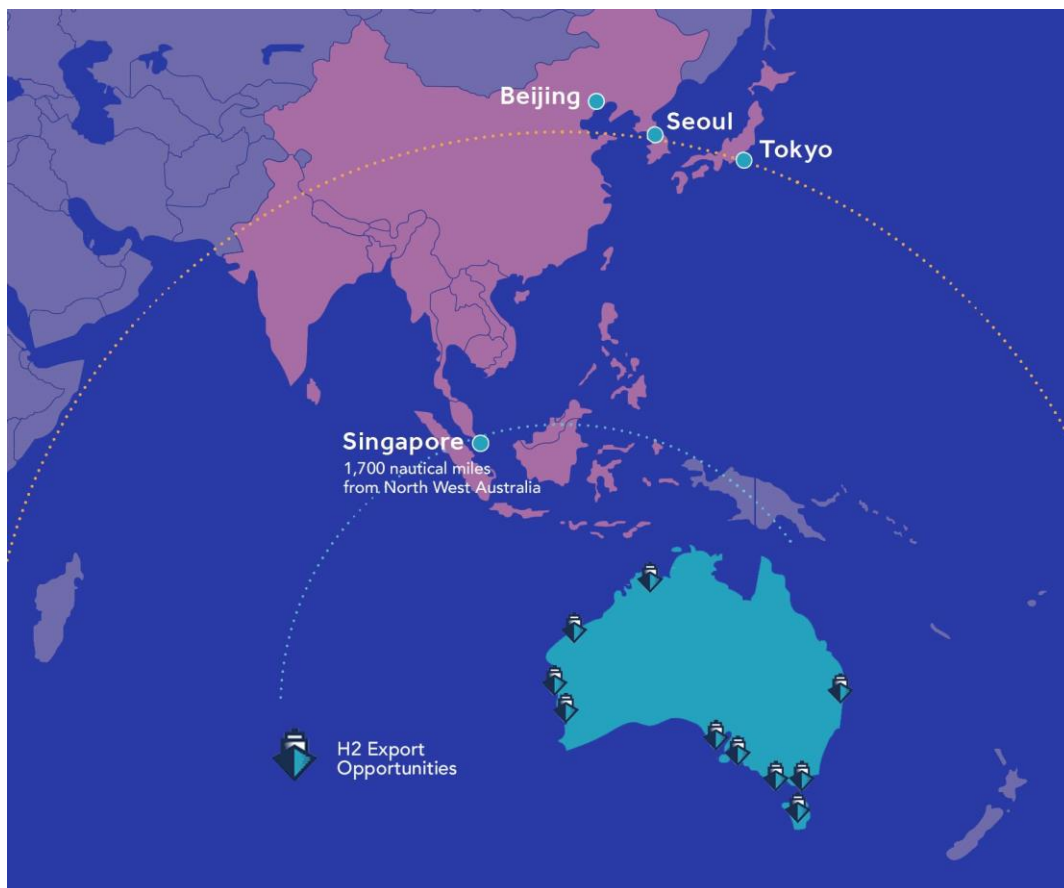 Beijing
Seoul
Tokyo
Singapore
1,700 nautical miles
from North West Australia
H2 Export
Opportunities